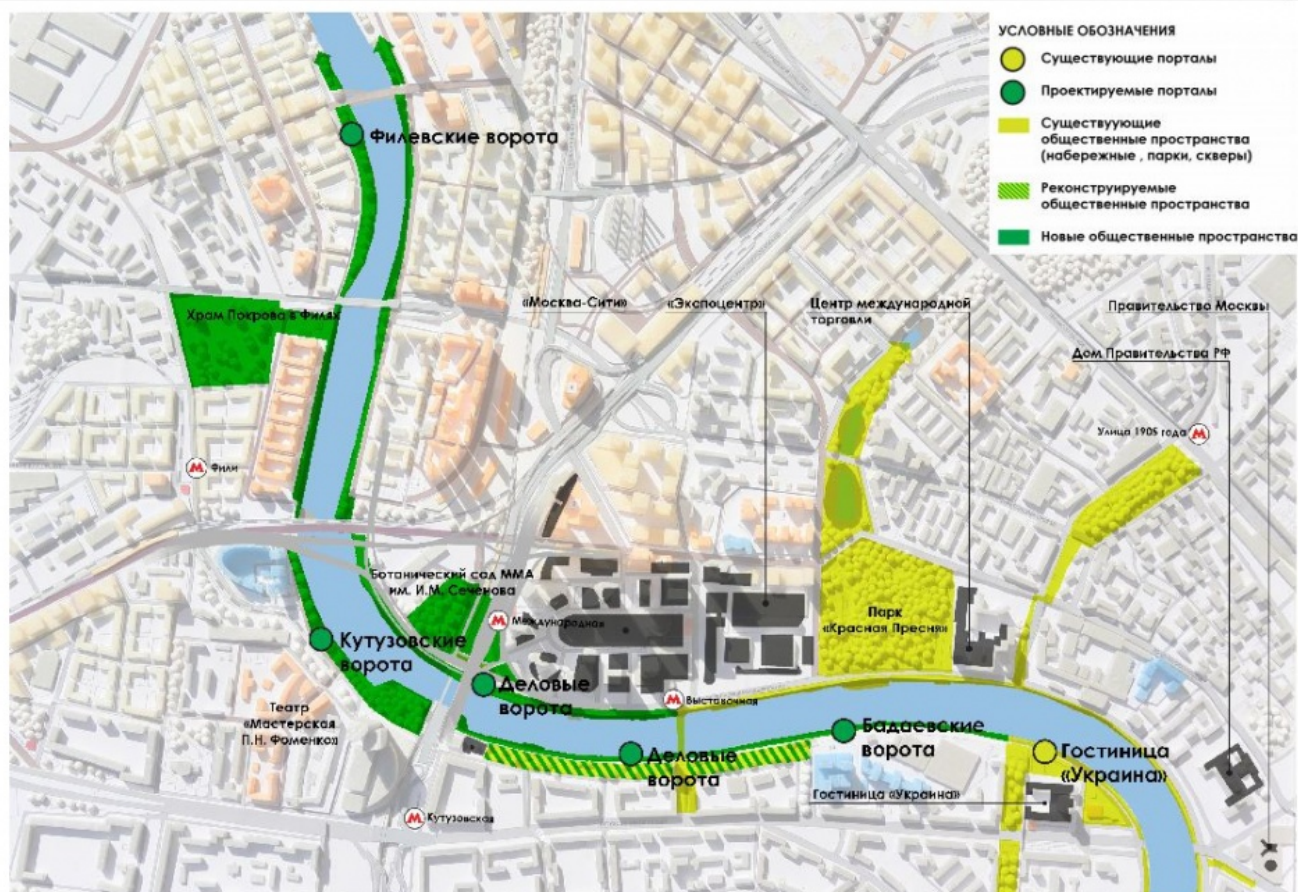 УСЛОВНЫЕ ОБОЗНАЧЕНИЯ
Существующие порталы
Проектируемые порталы
Существуующие
общественные пространства
(набережные , парки, скверы)
Реконструируемые
общественные пространства
Новые общественные пространства
Филевские ворота
Храм Покрова в Филях
«Москва-Сити»
«Экспоцентр»
Центр международной
торговли
Правительство Москвы
Дом Правительства РФ
Улица 1905 года
М
М
Фили
Ботанический сад ММА
им. И.М. Сеченова
М
Международная
Парк
«Красная Пресня»
Кутузовские
ворота
Деловые
ворота
М
Выставочная
Театр
«Мастерская
П.Н. Фоменко»
Деловые
ворота
Бадаевские
ворота
Гостиница
«Украина»
Гостиница «Украина»
М
Кутузовская